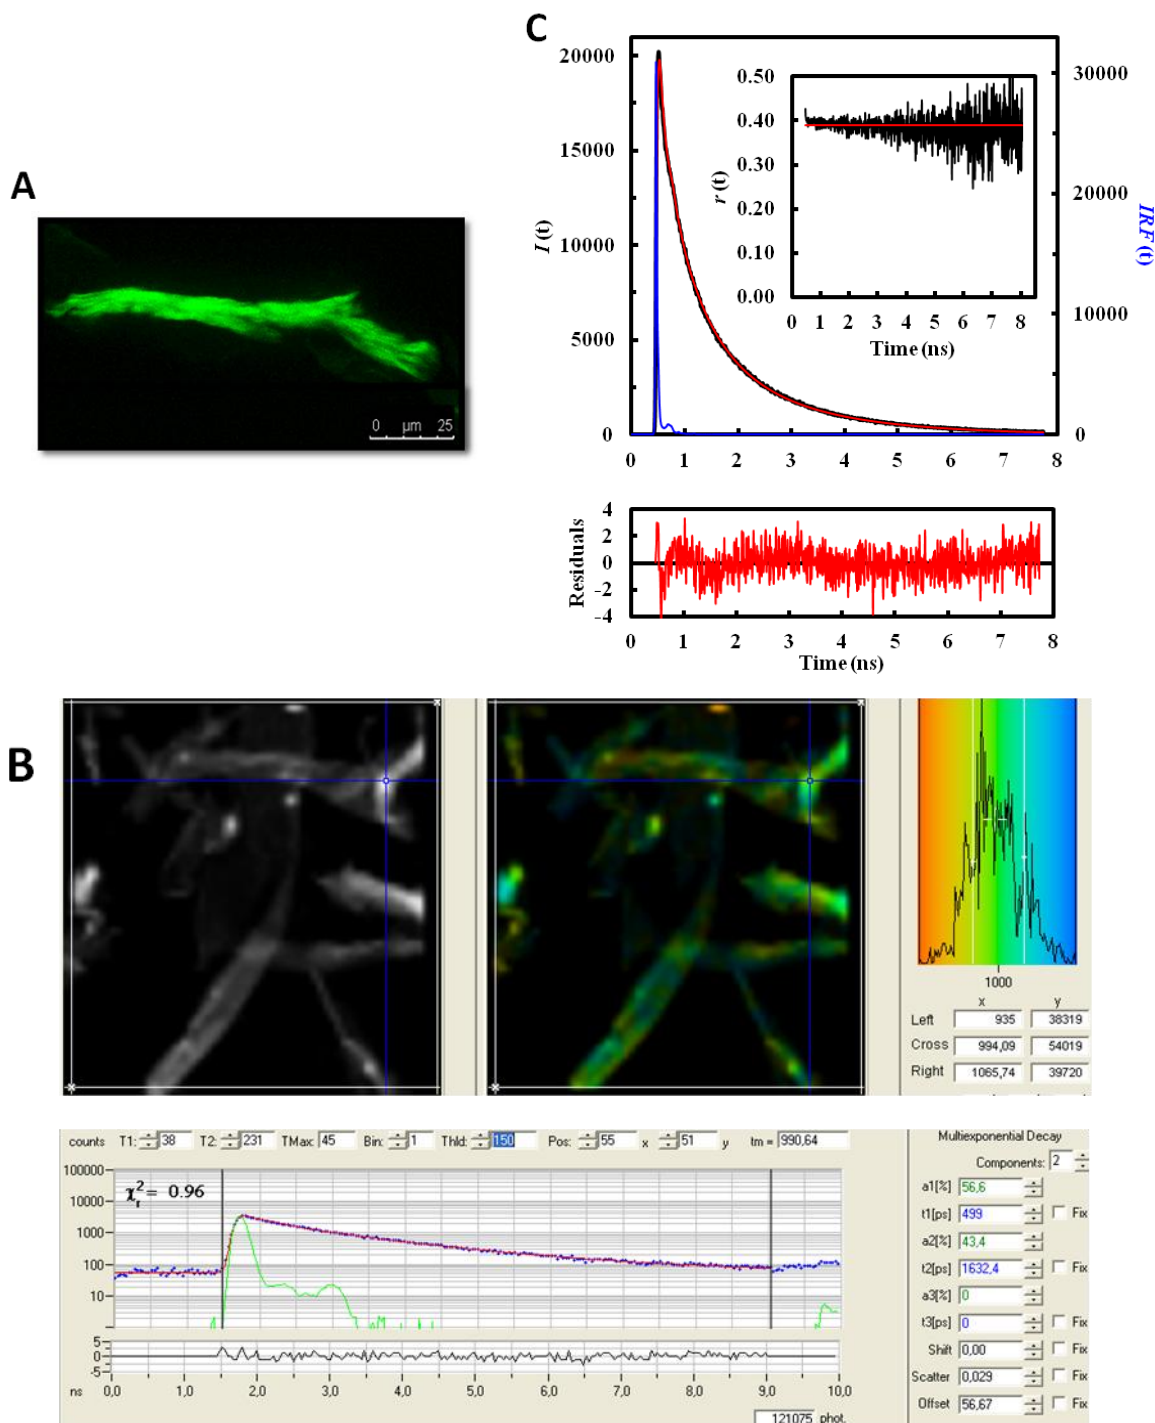 A
0 μm 25
C
20000
15000
10000
5000
0
I (t)
30000
20000
10000
0
IRF(t)
0.50
0.40
0.30
0.20
0.10
0.00
r (t)
0 1 2 3 4 5 6 7 8
Time (ns)
0 1 2 3 4 5 6 7 8
4
2
0
-2
-4
Residuals
0 1 2 3 4 5 6 7 8
Time (ns)
B
1000
x y
Left 935 38319
Cross 994,09 54019
Right 1065,74 39720
counts T1: 38 T2: 231 TMax: 45 Bin: 1 Thld: 150 Pos: 55 x 51 y tm = 990,64
100000
10000
1000
100
10
χr2= 0.96
5
0
-5
ns 0,0 1,0 2,0 3,0 4,0 5,0 6,0 7,0 8,0 9,0 10,0
121075 phot.
Multiexponential Decay
Components: 2
a1[%] 56,6
t1[ps] 499 Fix
a2[%] 43,4
t2[ps] 1632,4 Fix
a3[%] 0
t3[ps] 0 Fix
Shift 0,00 Fix
Scatter 0,029 Fix
Offset 56,67 Fix